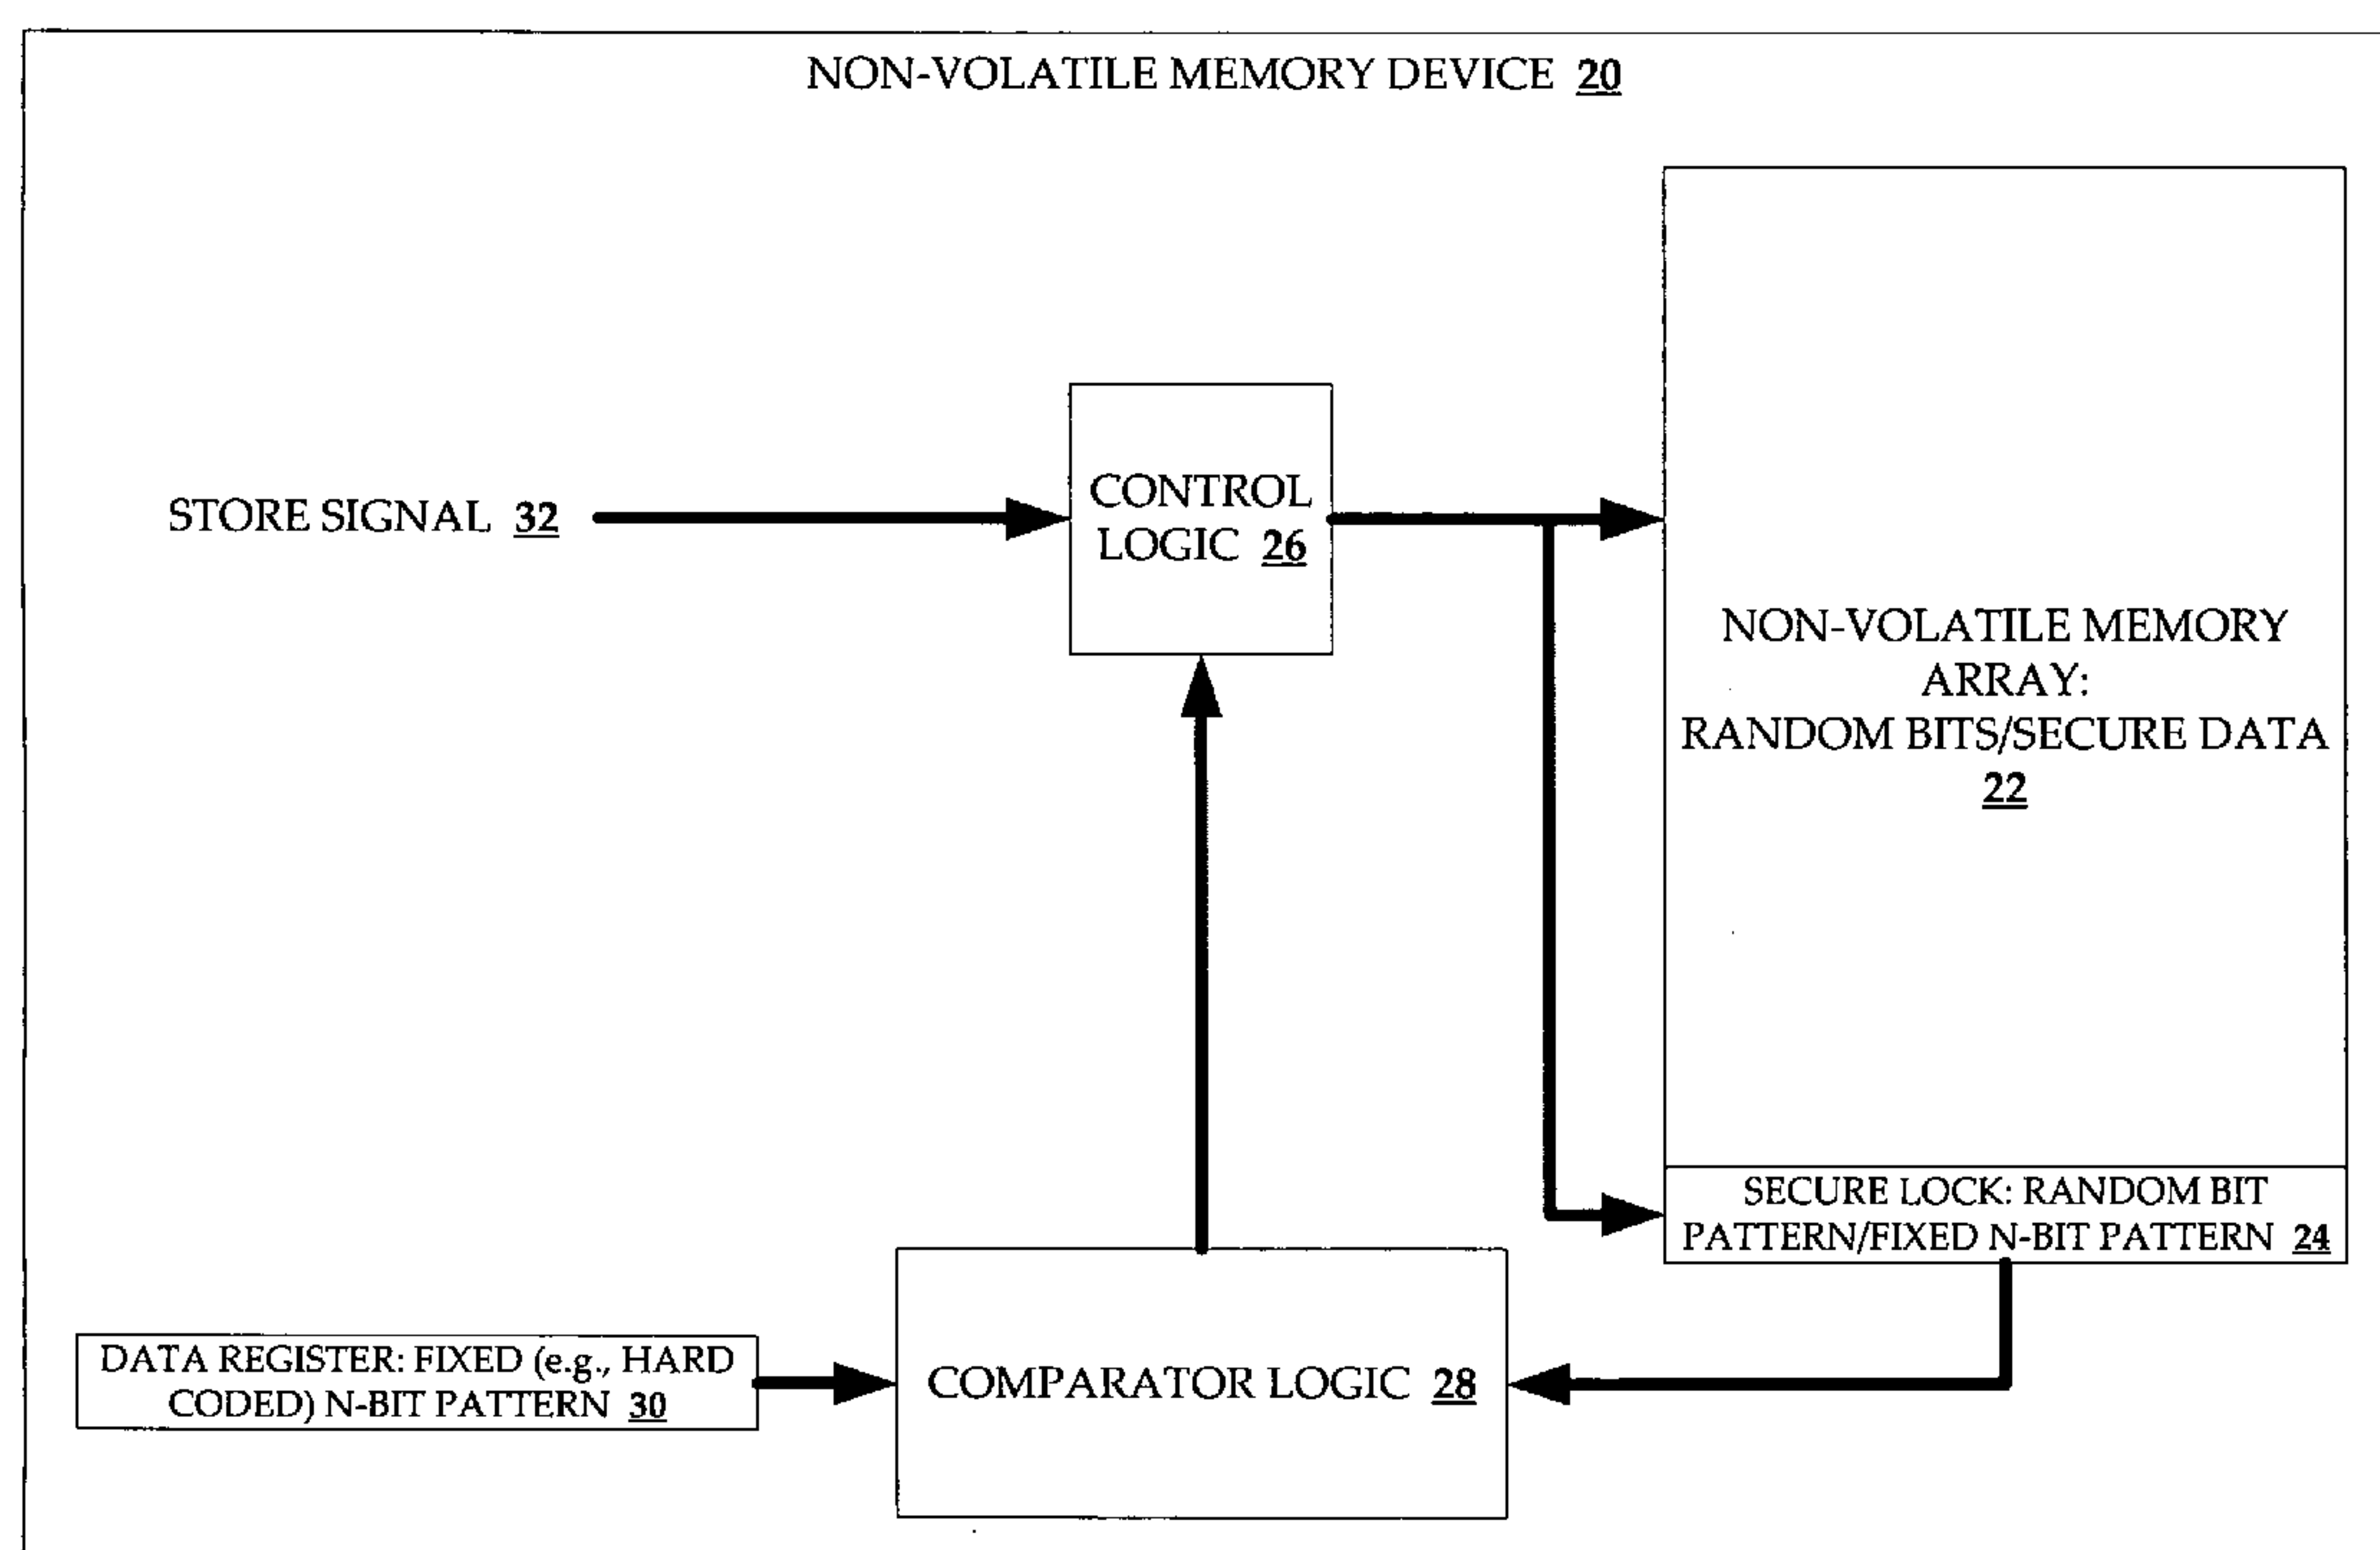 NON-VOLATILE MEMORY DEVICE 20
STORE SIGNAL 32
CONTROL
LOGIC 26
NON-VOLATILE MEMORY
ARRAY:
RANDOM BITS/SECURE DATA
22
SECURE LOCK: RANDOM BIT
PATTERN/FIXED N-BIT PATTERN 24
DATA REGISTER: FIXED (e.g., HARD
CODED) N-BIT PATTERN 30
COMPARATOR LOGIC 28